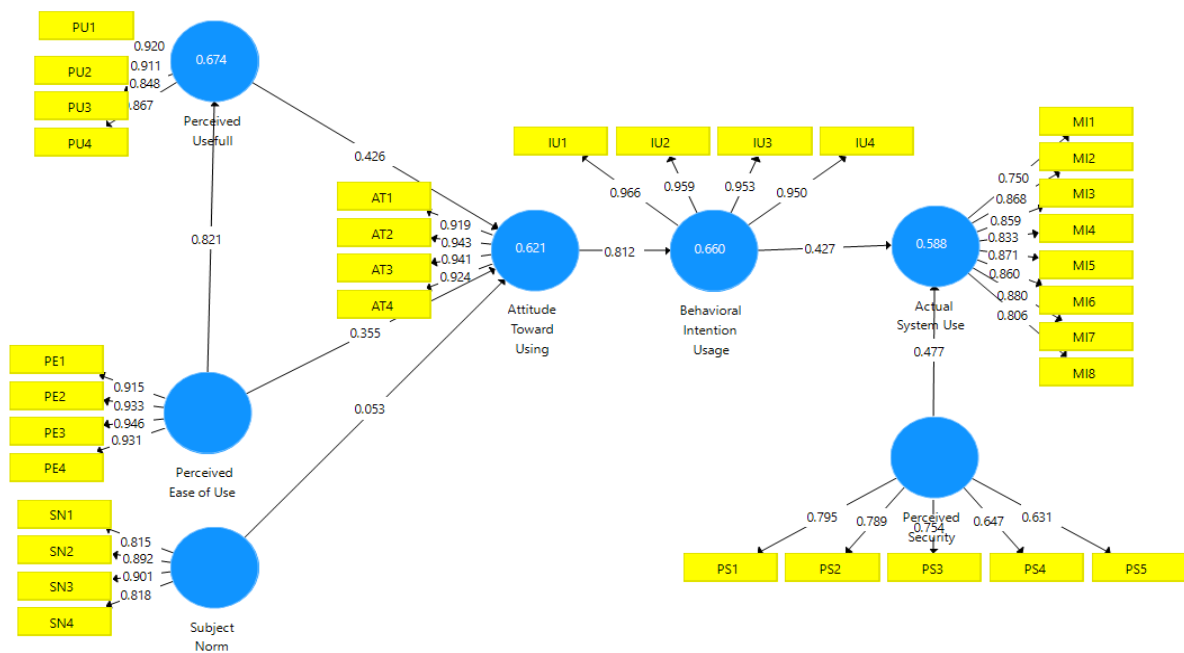 PU1
PU2
PU3
PU4
0.920
0.911
0.848
0.867
0.674
Perceived
Usefull
0.426
0.821
AT1
AT2
AT3
AT4
0.919
0.943
0.941
0.924
0.621
Attitude
Toward
Using
0.355
0.812
IU1
IU2
IU3
IU4
0.966
0.959
0.953
0.950
0.660
Behavioral
Intention
Usage
0.427
0.588
Actual
System Use
MI1
MI2
MI3
MI4
MI5
MI6
MI7
MI8
0.750
0.868
0.859
0.833
0.871
0.860
0.880
0.806
0.477
PE1
PE2
PE3
PE4
0.915
0.933
0.946
0.931
Perceived
Ease of Use
0.053
SN1
SN2
SN3
SN4
0.815
0.892
0.901
0.818
Subject
Norm
Perceived
Security
0.795
0.789
0.754
0.647
0.631
PS1
PS2
PS3
PS4
PS5